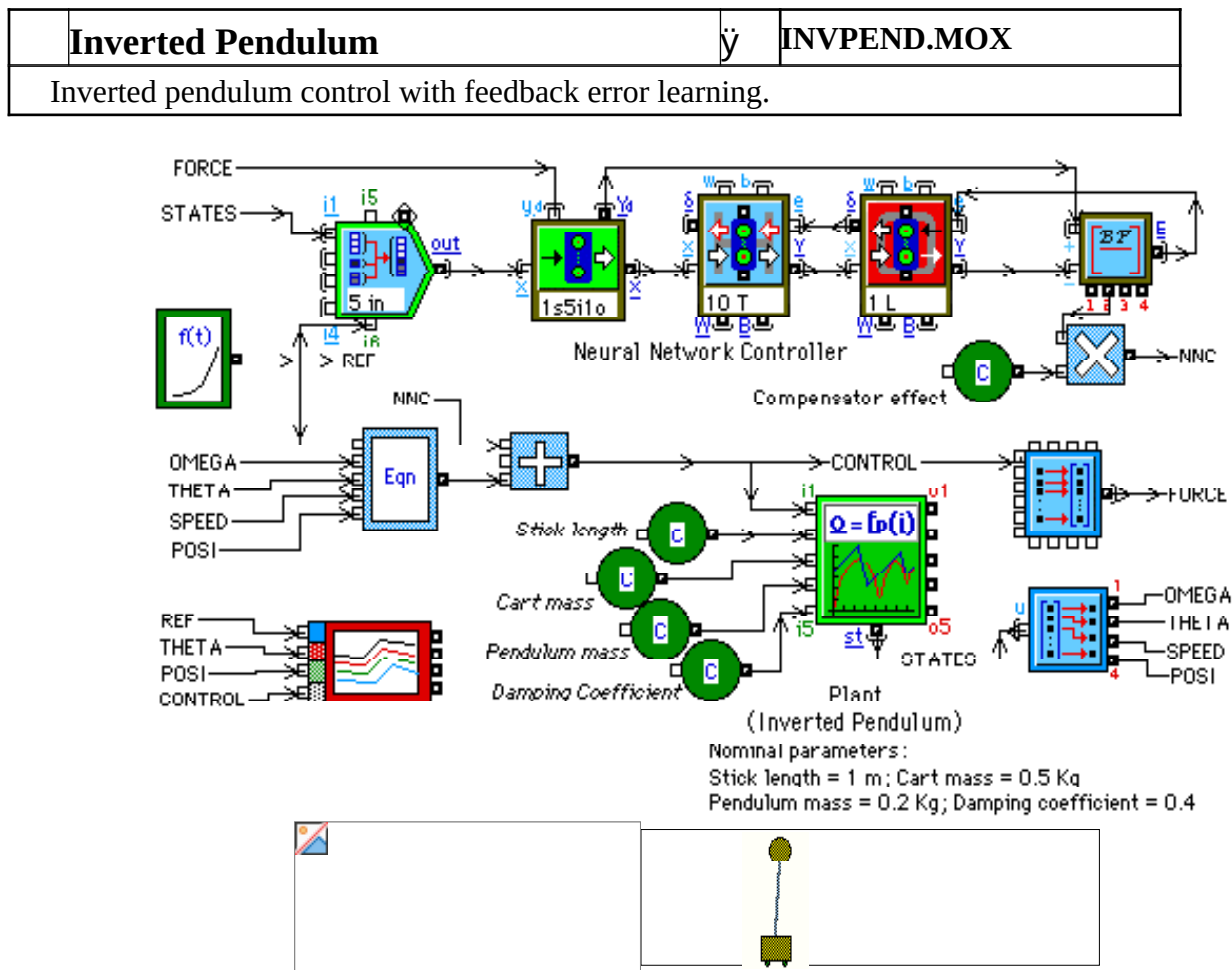 Inverted Pendulum ÿ INVPEND.MOX
Inverted pendulum control with feedback error learning.
FORCE
STATES
i1 i5
out
5 in
i4 i6
> > REF
f(t)
yd Yd
X X
1s5i1o
w b
δ e
X Y
10 T
W B
w b
δ e
X Y
1 L
W B
Neural Network Controller
BP
E
+
-
1 2 3 4
NNC
C
Compensator effect
NNC
OMEGA
THETA
SPEED
POSI
Eqn
CONTROL
FORCE
Stick length
C
Cart mass
C
Pendulum mass
C
Damping Coefficient
C
i1 o1
O = fp(i)
i5 o5
st
Plant
(Inverted Pendulum)
STATES
u
1
4
OMEGA
THETA
SPEED
POSI
REF
THETA
POSI
CONTROL
Nominal parameters:
Stick length = 1 m; Cart mass = 0.5 Kg
Pendulum mass = 0.2 Kg; Damping coefficient = 0.4